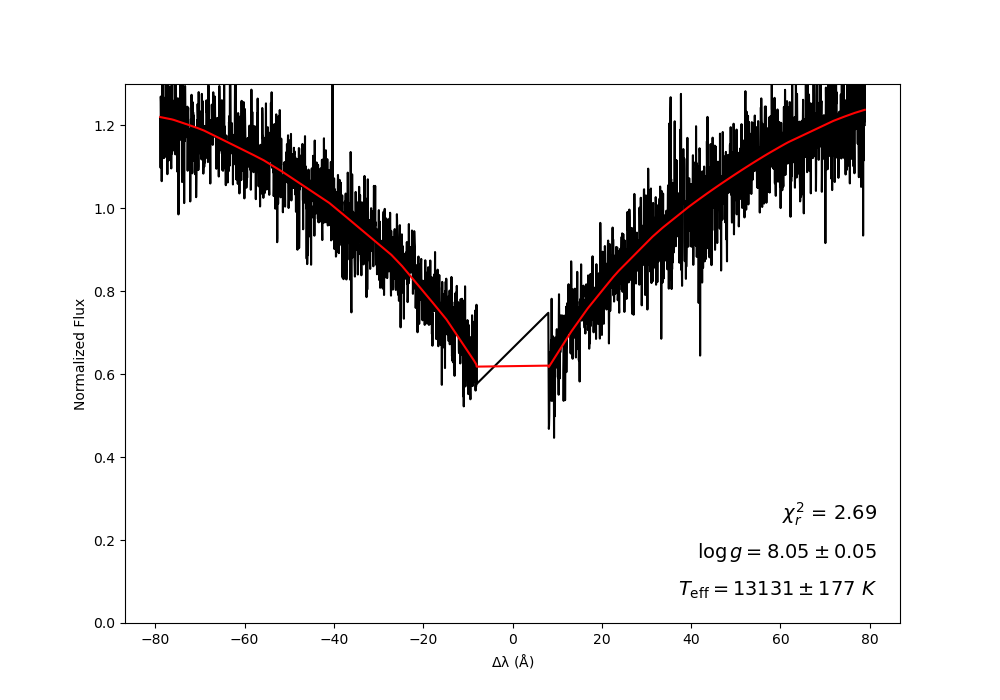 1.2
1.0
0.8
0.6
0.4
0.2
0.0
Normalized Flux
χ²ᵣ = 2.69
log g = 8.05 ± 0.05
T_eff = 13131 ± 177 K
−80 −60 −40 −20 0 20 40 60 80
Δλ (Å)